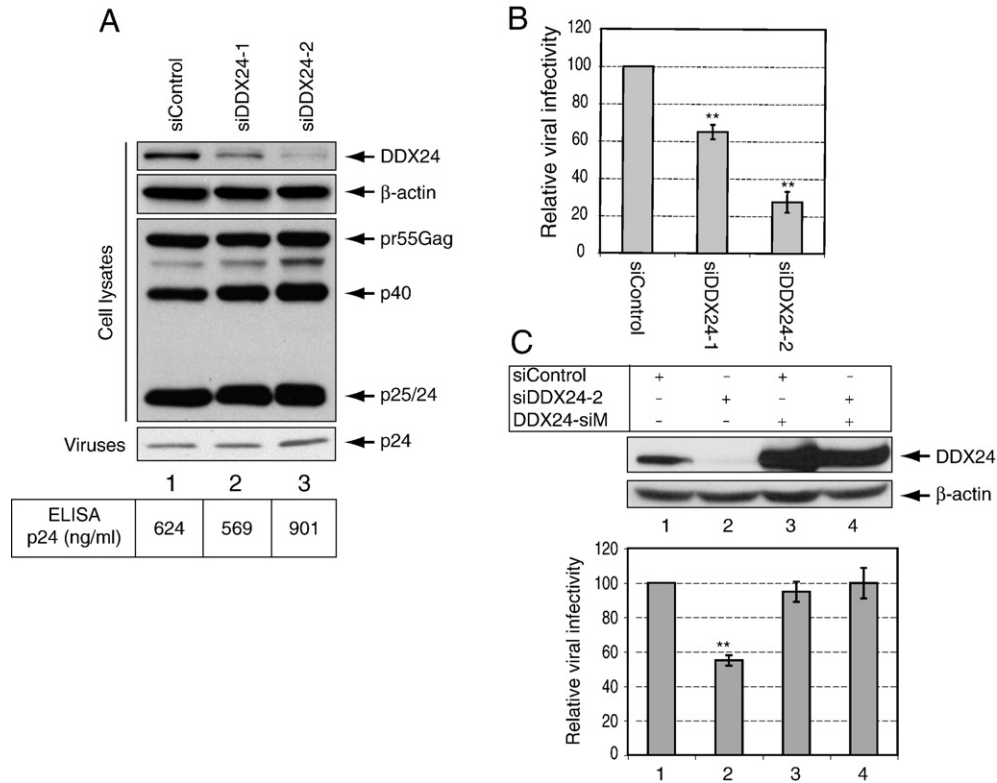 A
siControl
siDDX24-1
siDDX24-2
Cell lysates
DDX24
β-actin
pr55Gag
p40
p25/24
Viruses
p24
1 2 3
ELISA
p24 (ng/ml)
624 569 901
B
Relative viral infectivity
120
100
80
60
40
20
0
**
**
siControl
siDDX24-1
siDDX24-2
C
siControl + - + -
siDDX24-2 - + - +
DDX24-siM - - + +
DDX24
β-actin
1 2 3 4
Relative viral infectivity
120
100
80
60
40
20
0
**
1 2 3 4